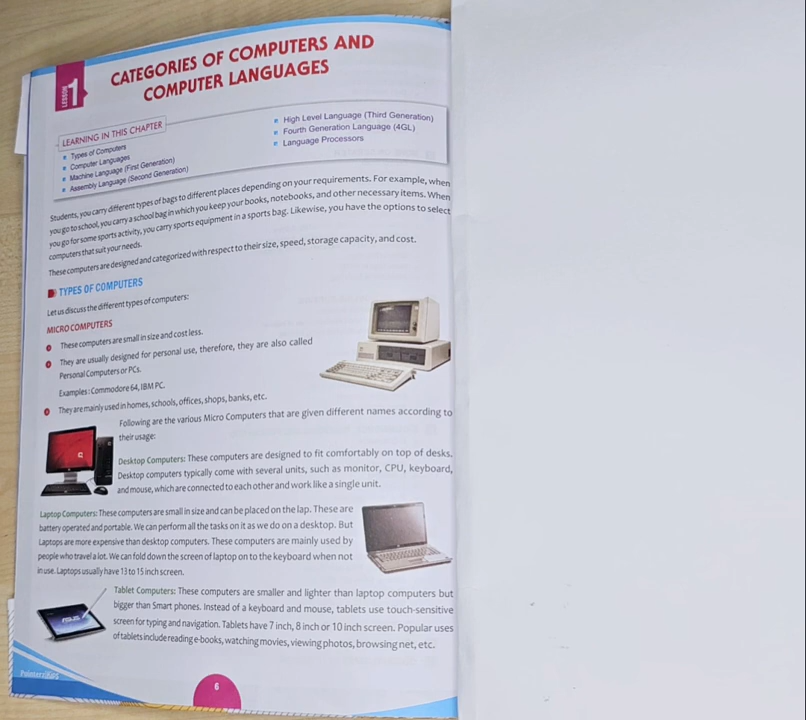 LESSON
1
CATEGORIES OF COMPUTERS AND
COMPUTER LANGUAGES
LEARNING IN THIS CHAPTER
Types of Computers
Computer Languages
Machine Language (First Generation)
Assembly Language (Second Generation)
High Level Language (Third Generation)
Fourth Generation Language (4GL)
Language Processors
Students, you carry different types of bags to different places depending on your requirements. For example, when
you go to school, you carry a school bag in which you keep your books, notebooks, and other necessary items. When
you go for some sports activity, you carry sports equipment in a sports bag. Likewise, you have the options to select
computers that suit your needs.
These computers are designed and categorized with respect to their size, speed, storage capacity, and cost.
TYPES OF COMPUTERS
Let us discuss the different types of computers:
MICRO COMPUTERS
These computers are small in size and cost less.
They are usually designed for personal use, therefore, they are also called
Personal Computers or PCs.
Examples: Commodore 64, IBM PC.
They are mainly used in homes, schools, offices, shops, banks, etc.
Following are the various Micro Computers that are given different names according to
their usage:
Desktop Computers: These computers are designed to fit comfortably on top of desks.
Desktop computers typically come with several units, such as monitor, CPU, keyboard,
and mouse, which are connected to each other and work like a single unit.
Laptop Computers: These computers are small in size and can be placed on the lap. These are
battery operated and portable. We can perform all the tasks on it as we do on a desktop. But
Laptops are more expensive than desktop computers. These computers are mainly used by
people who travel a lot. We can fold down the screen of laptop on to the keyboard when not
in use. Laptops usually have 13 to 15 inch screen.
Tablet Computers: These computers are smaller and lighter than laptop computers but
bigger than Smart phones. Instead of a keyboard and mouse, tablets use touch-sensitive
screen for typing and navigation. Tablets have 7 inch, 8 inch or 10 inch screen. Popular uses
of tablets include reading e-books, watching movies, viewing photos, browsing net, etc.
ASUS
6